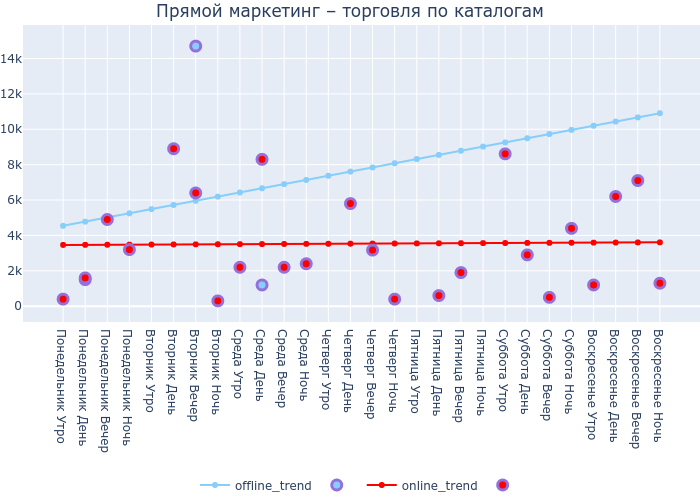 Прямой маркетинг – торговля по каталогам
14k
12k
10k
8k
6k
4k
2k
0
Понедельник Утро
Понедельник День
Понедельник Вечер
Понедельник Ночь
Вторник Утро
Вторник День
Вторник Вечер
Вторник Ночь
Среда Утро
Среда День
Среда Вечер
Среда Ночь
Четверг Утро
Четверг День
Четверг Вечер
Четверг Ночь
Пятница Утро
Пятница День
Пятница Вечер
Пятница Ночь
Суббота Утро
Суббота День
Суббота Вечер
Суббота Ночь
Воскресенье Утро
Воскресенье День
Воскресенье Вечер
Воскресенье Ночь
offline_trend online_trend